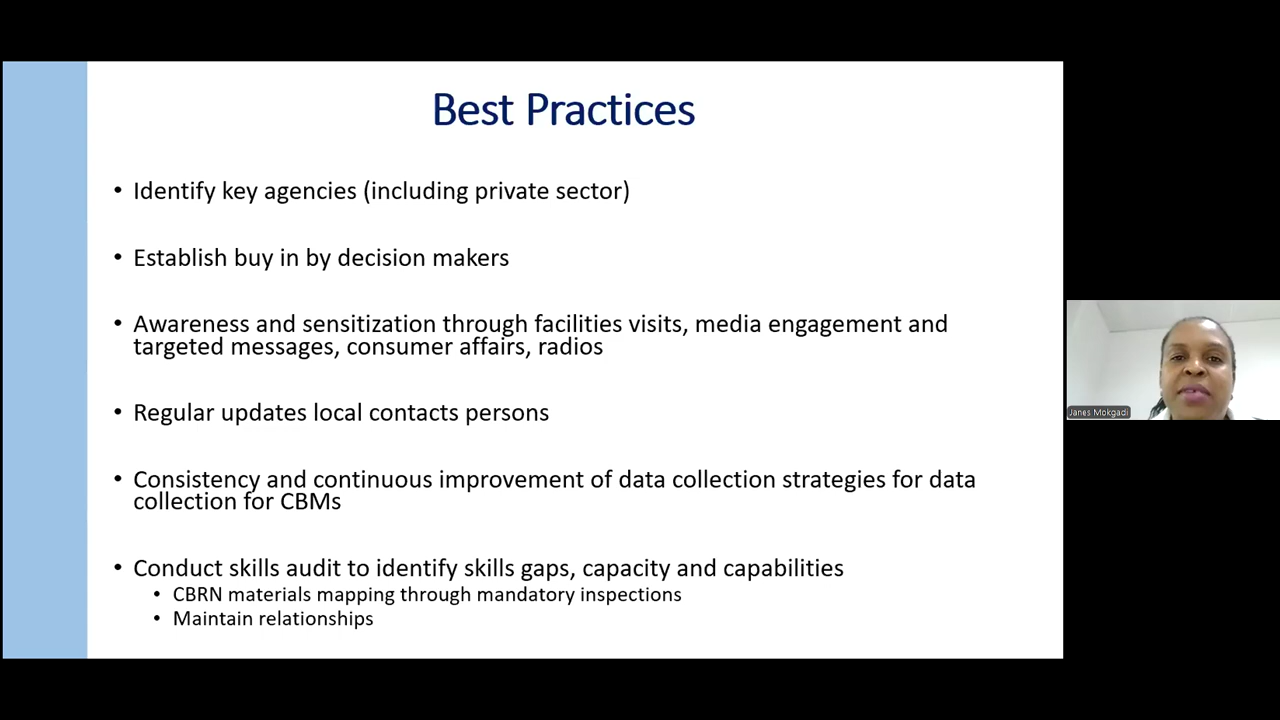 Best Practices
• Identify key agencies (including private sector)
• Establish buy in by decision makers
• Awareness and sensitization through facilities visits, media engagement and
targeted messages, consumer affairs, radios
• Regular updates local contacts persons
• Consistency and continuous improvement of data collection strategies for data
collection for CBMs
• Conduct skills audit to identify skills gaps, capacity and capabilities
• CBRN materials mapping through mandatory inspections
• Maintain relationships
Janes Mokgadi